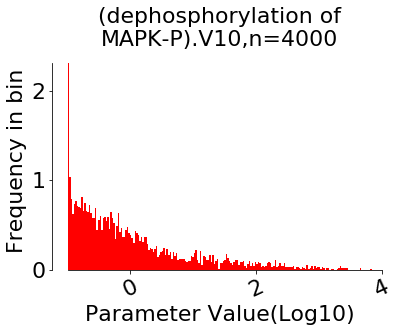 (dephosphorylation of
MAPK-P).V10,n=4000
Frequency in bin
2
1
0
0
2
4
Parameter Value(Log10)